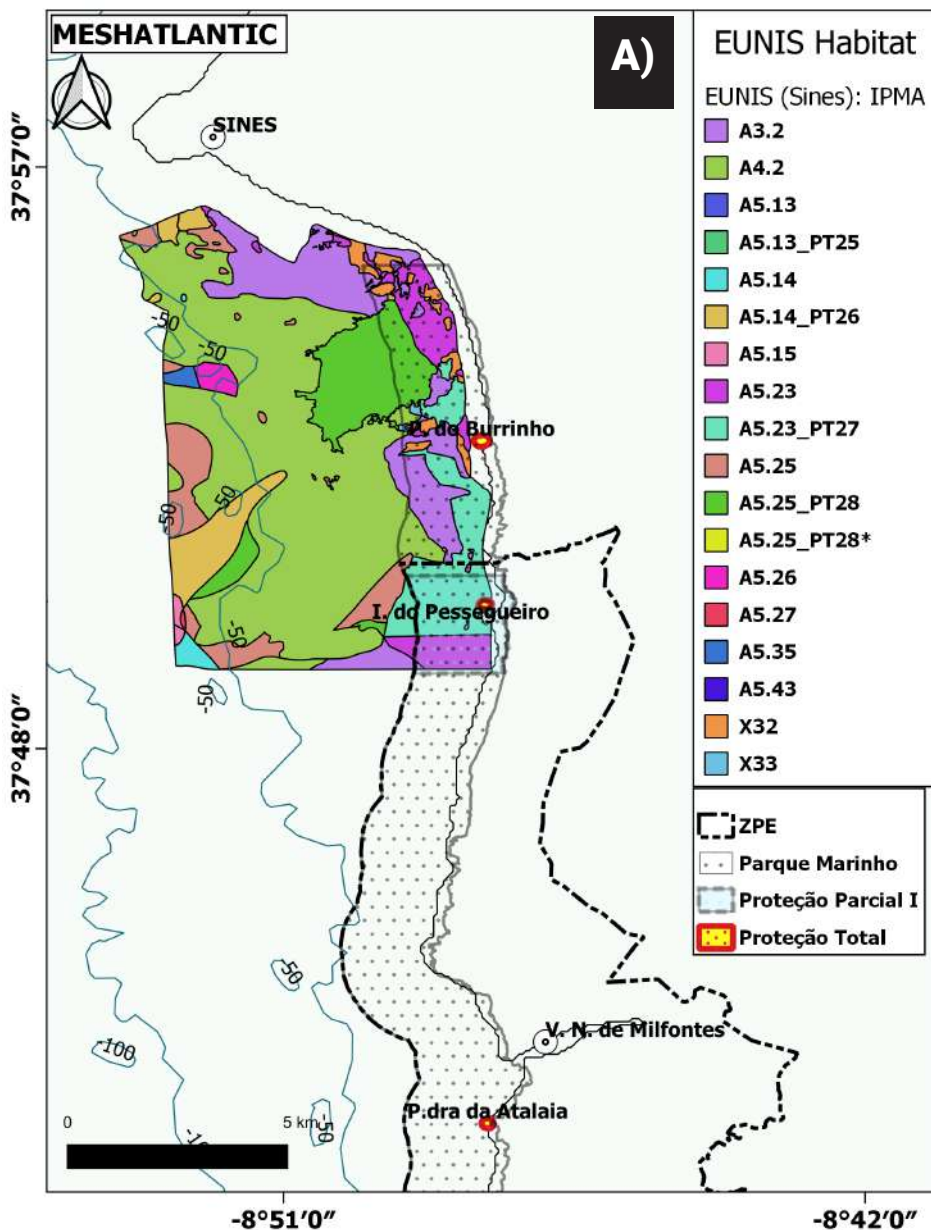 MESHATLANTIC
A)
EUNIS Habitat
EUNIS (Sines): IPMA
A3.2
A4.2
A5.13
A5.13_PT25
A5.14
A5.14_PT26
A5.15
A5.23
A5.23_PT27
A5.25
A5.25_PT28
A5.25_PT28*
A5.26
A5.27
A5.35
A5.43
X32
X33
ZPE
Parque Marinho
Proteção Parcial I
Proteção Total
SINES
37°57'0"
-50
-50
P. do Burrinho
-50
-50
I. do Pessegueiro
-50
-50
37°48'0"
-50
-100
V. N. de Milfontes
P.dra da Atalaia
0 5 km
-50
-8°51'0"
-8°42'0"